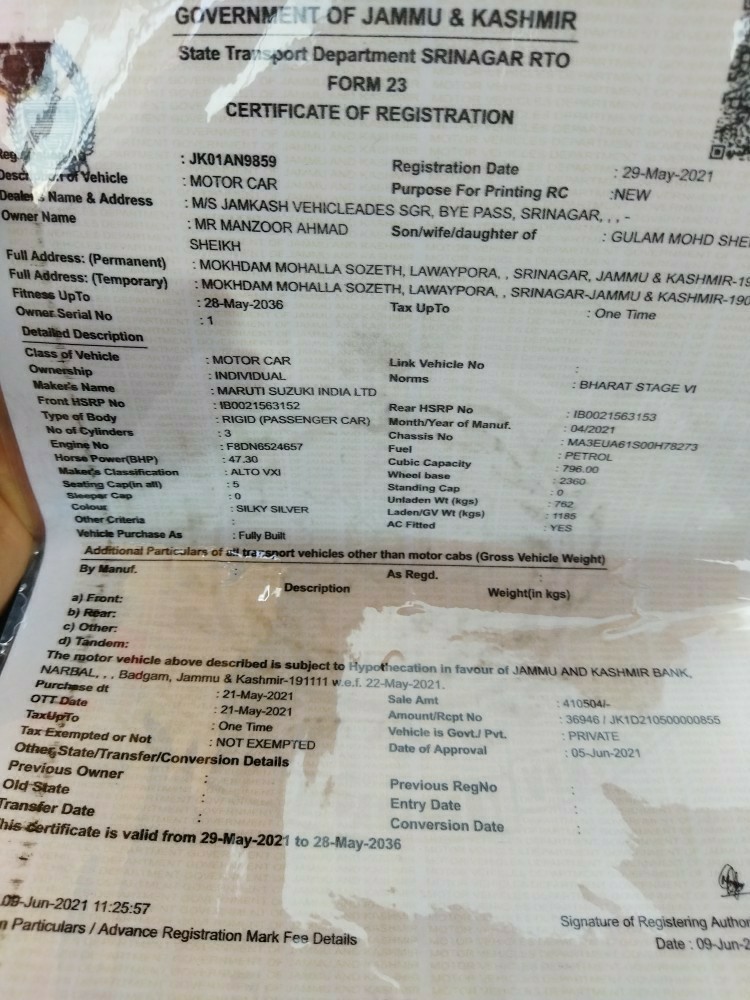 GOVERNMENT OF JAMMU & KASHMIR
State Transport Department SRINAGAR RTO
FORM 23
CERTIFICATE OF REGISTRATION
: JK01AN9859 Registration Date : 29-May-2021
of Vehicle : MOTOR CAR Purpose For Printing RC :NEW
Name & Address : M/S JAMKASH VEHICLEADES SGR, BYE PASS, SRINAGAR, , , -
Owner Name : MR MANZOOR AHMAD SHEIKH Son/wife/daughter of : GULAM MOHD SHE
Full Address: (Permanent) : MOKHDAM MOHALLA SOZETH, LAWAYPORA, , SRINAGAR, JAMMU & KASHMIR-19
Full Address: (Temporary) : MOKHDAM MOHALLA SOZETH, LAWAYPORA, , SRINAGAR-JAMMU & KASHMIR-190
Fitness UpTo : 28-May-2036 Tax UpTo : One Time
Owner Serial No : 1
Detailed Description
Class of Vehicle : MOTOR CAR Link Vehicle No :
Ownership : INDIVIDUAL Norms : BHARAT STAGE VI
Maker's Name : MARUTI SUZUKI INDIA LTD
Front HSRP No : IB0021563152 Rear HSRP No : IB0021563153
Type of Body : RIGID (PASSENGER CAR) Month/Year of Manuf. : 04/2021
No of Cylinders : 3 Chassis No : MA3EUA61S00H78273
Engine No : F8DN6524657 Fuel : PETROL
Horse Power(BHP) : 47.30 Cubic Capacity : 796.00
Maker's Classification : ALTO VXI Wheel base : 2360
Seating Cap(in all) : 5 Standing Cap : 0
Sleeper Cap : 0 Unladen Wt (kgs) : 762
Colour : SILKY SILVER Laden/GV Wt (kgs) : 1185
Other Criteria : AC Fitted : YES
Vehicle Purchase As : Fully Built
Additional Particulars of all transport vehicles other than motor cabs (Gross Vehicle Weight)
By Manuf. : As Regd. :
Description Weight(in kgs)
a) Front:
b) Rear:
c) Other:
d) Tandem:
The motor vehicle above described is subject to Hypothecation in favour of JAMMU AND KASHMIR BANK,
NARBAL, , , Badgam, Jammu & Kashmir-191111 w.e.f. 22-May-2021.
Purchase dt : 21-May-2021 Sale Amt : 410504/-
OTT Date : 21-May-2021 Amount/Rcpt No : 36946 / JK1D210500000855
TaxUpTo : One Time Vehicle is Govt./ Pvt. : PRIVATE
Tax Exempted or Not : NOT EXEMPTED Date of Approval : 05-Jun-2021
Other State/Transfer/Conversion Details
Previous Owner : Previous RegNo :
Old State : Entry Date :
Transfer Date : Conversion Date :
his certificate is valid from 29-May-2021 to 28-May-2036
09-Jun-2021 11:25:57
Particulars / Advance Registration Mark Fee Details
Signature of Registering Author
Date : 09-Jun-2